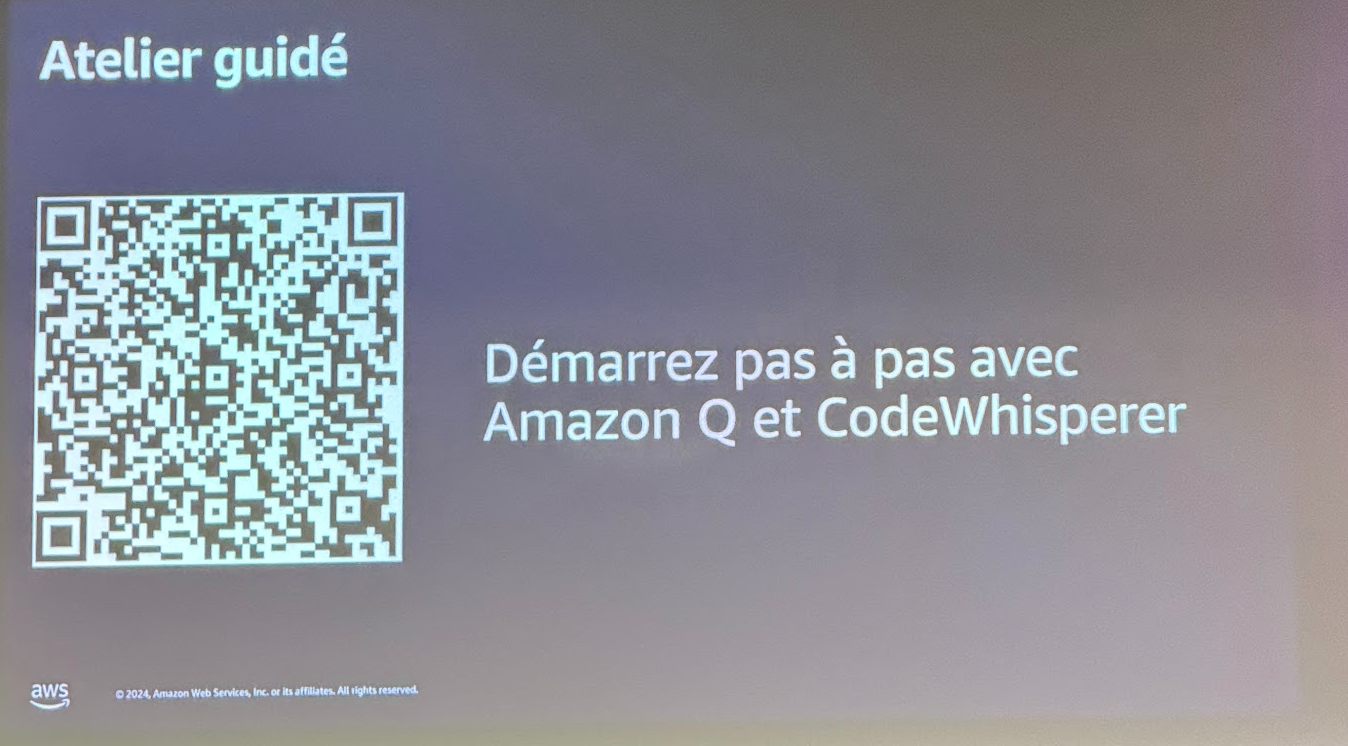 Atelier guidé
Démarrez pas à pas avec
Amazon Q et CodeWhisperer
aws
© 2024, Amazon Web Services, Inc. or its affiliates. All rights reserved.